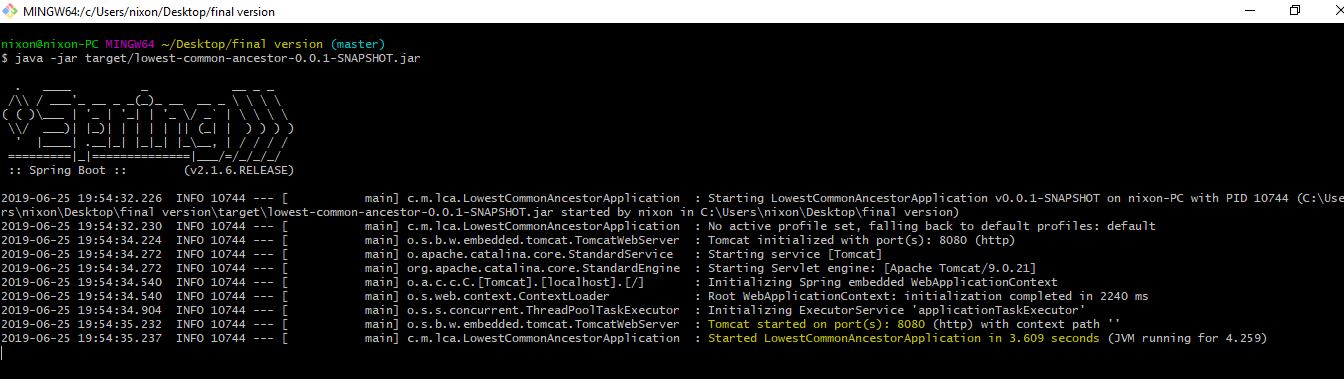 MINGW64:/c/Users/nixon/Desktop/final version
nixon@nixon-PC MINGW64 ~/Desktop/final version (master)
$ java -jar target/lowest-common-ancestor-0.0.1-SNAPSHOT.jar
  .   ____          _            __ _ _
 /\\ / ___'_ __ _ _(_)_ __  __ _ \ \ \ \
( ( )\___ | '_ | '_| | '_ \/ _` | \ \ \ \
 \\/  ___)| |_)| | | | | || (_| |  ) ) ) )
  '  |____| .__|_| |_|_| |_\__, | / / / /
 =========|_|==============|___/=/_/_/_/
 :: Spring Boot ::        (v2.1.6.RELEASE)
2019-06-25 19:54:32.226  INFO 10744 --- [           main] c.m.lca.LowestCommonAncestorApplication  : Starting LowestCommonAncestorApplication v0.0.1-SNAPSHOT on nixon-PC with PID 10744 (C:\Use
rs\nixon\Desktop\final version\target\lowest-common-ancestor-0.0.1-SNAPSHOT.jar started by nixon in C:\Users\nixon\Desktop\final version)
2019-06-25 19:54:32.230  INFO 10744 --- [           main] c.m.lca.LowestCommonAncestorApplication  : No active profile set, falling back to default profiles: default
2019-06-25 19:54:34.224  INFO 10744 --- [           main] o.s.b.w.embedded.tomcat.TomcatWebServer  : Tomcat initialized with port(s): 8080 (http)
2019-06-25 19:54:34.272  INFO 10744 --- [           main] o.apache.catalina.core.StandardService   : Starting service [Tomcat]
2019-06-25 19:54:34.272  INFO 10744 --- [           main] org.apache.catalina.core.StandardEngine  : Starting Servlet engine: [Apache Tomcat/9.0.21]
2019-06-25 19:54:34.540  INFO 10744 --- [           main] o.a.c.c.C.[Tomcat].[localhost].[/]       : Initializing Spring embedded WebApplicationContext
2019-06-25 19:54:34.540  INFO 10744 --- [           main] o.s.web.context.ContextLoader            : Root WebApplicationContext: initialization completed in 2240 ms
2019-06-25 19:54:34.904  INFO 10744 --- [           main] o.s.s.concurrent.ThreadPoolTaskExecutor  : Initializing ExecutorService 'applicationTaskExecutor'
2019-06-25 19:54:35.232  INFO 10744 --- [           main] o.s.b.w.embedded.tomcat.TomcatWebServer  : Tomcat started on port(s): 8080 (http) with context path ''
2019-06-25 19:54:35.237  INFO 10744 --- [           main] c.m.lca.LowestCommonAncestorApplication  : Started LowestCommonAncestorApplication in 3.609 seconds (JVM running for 4.259)